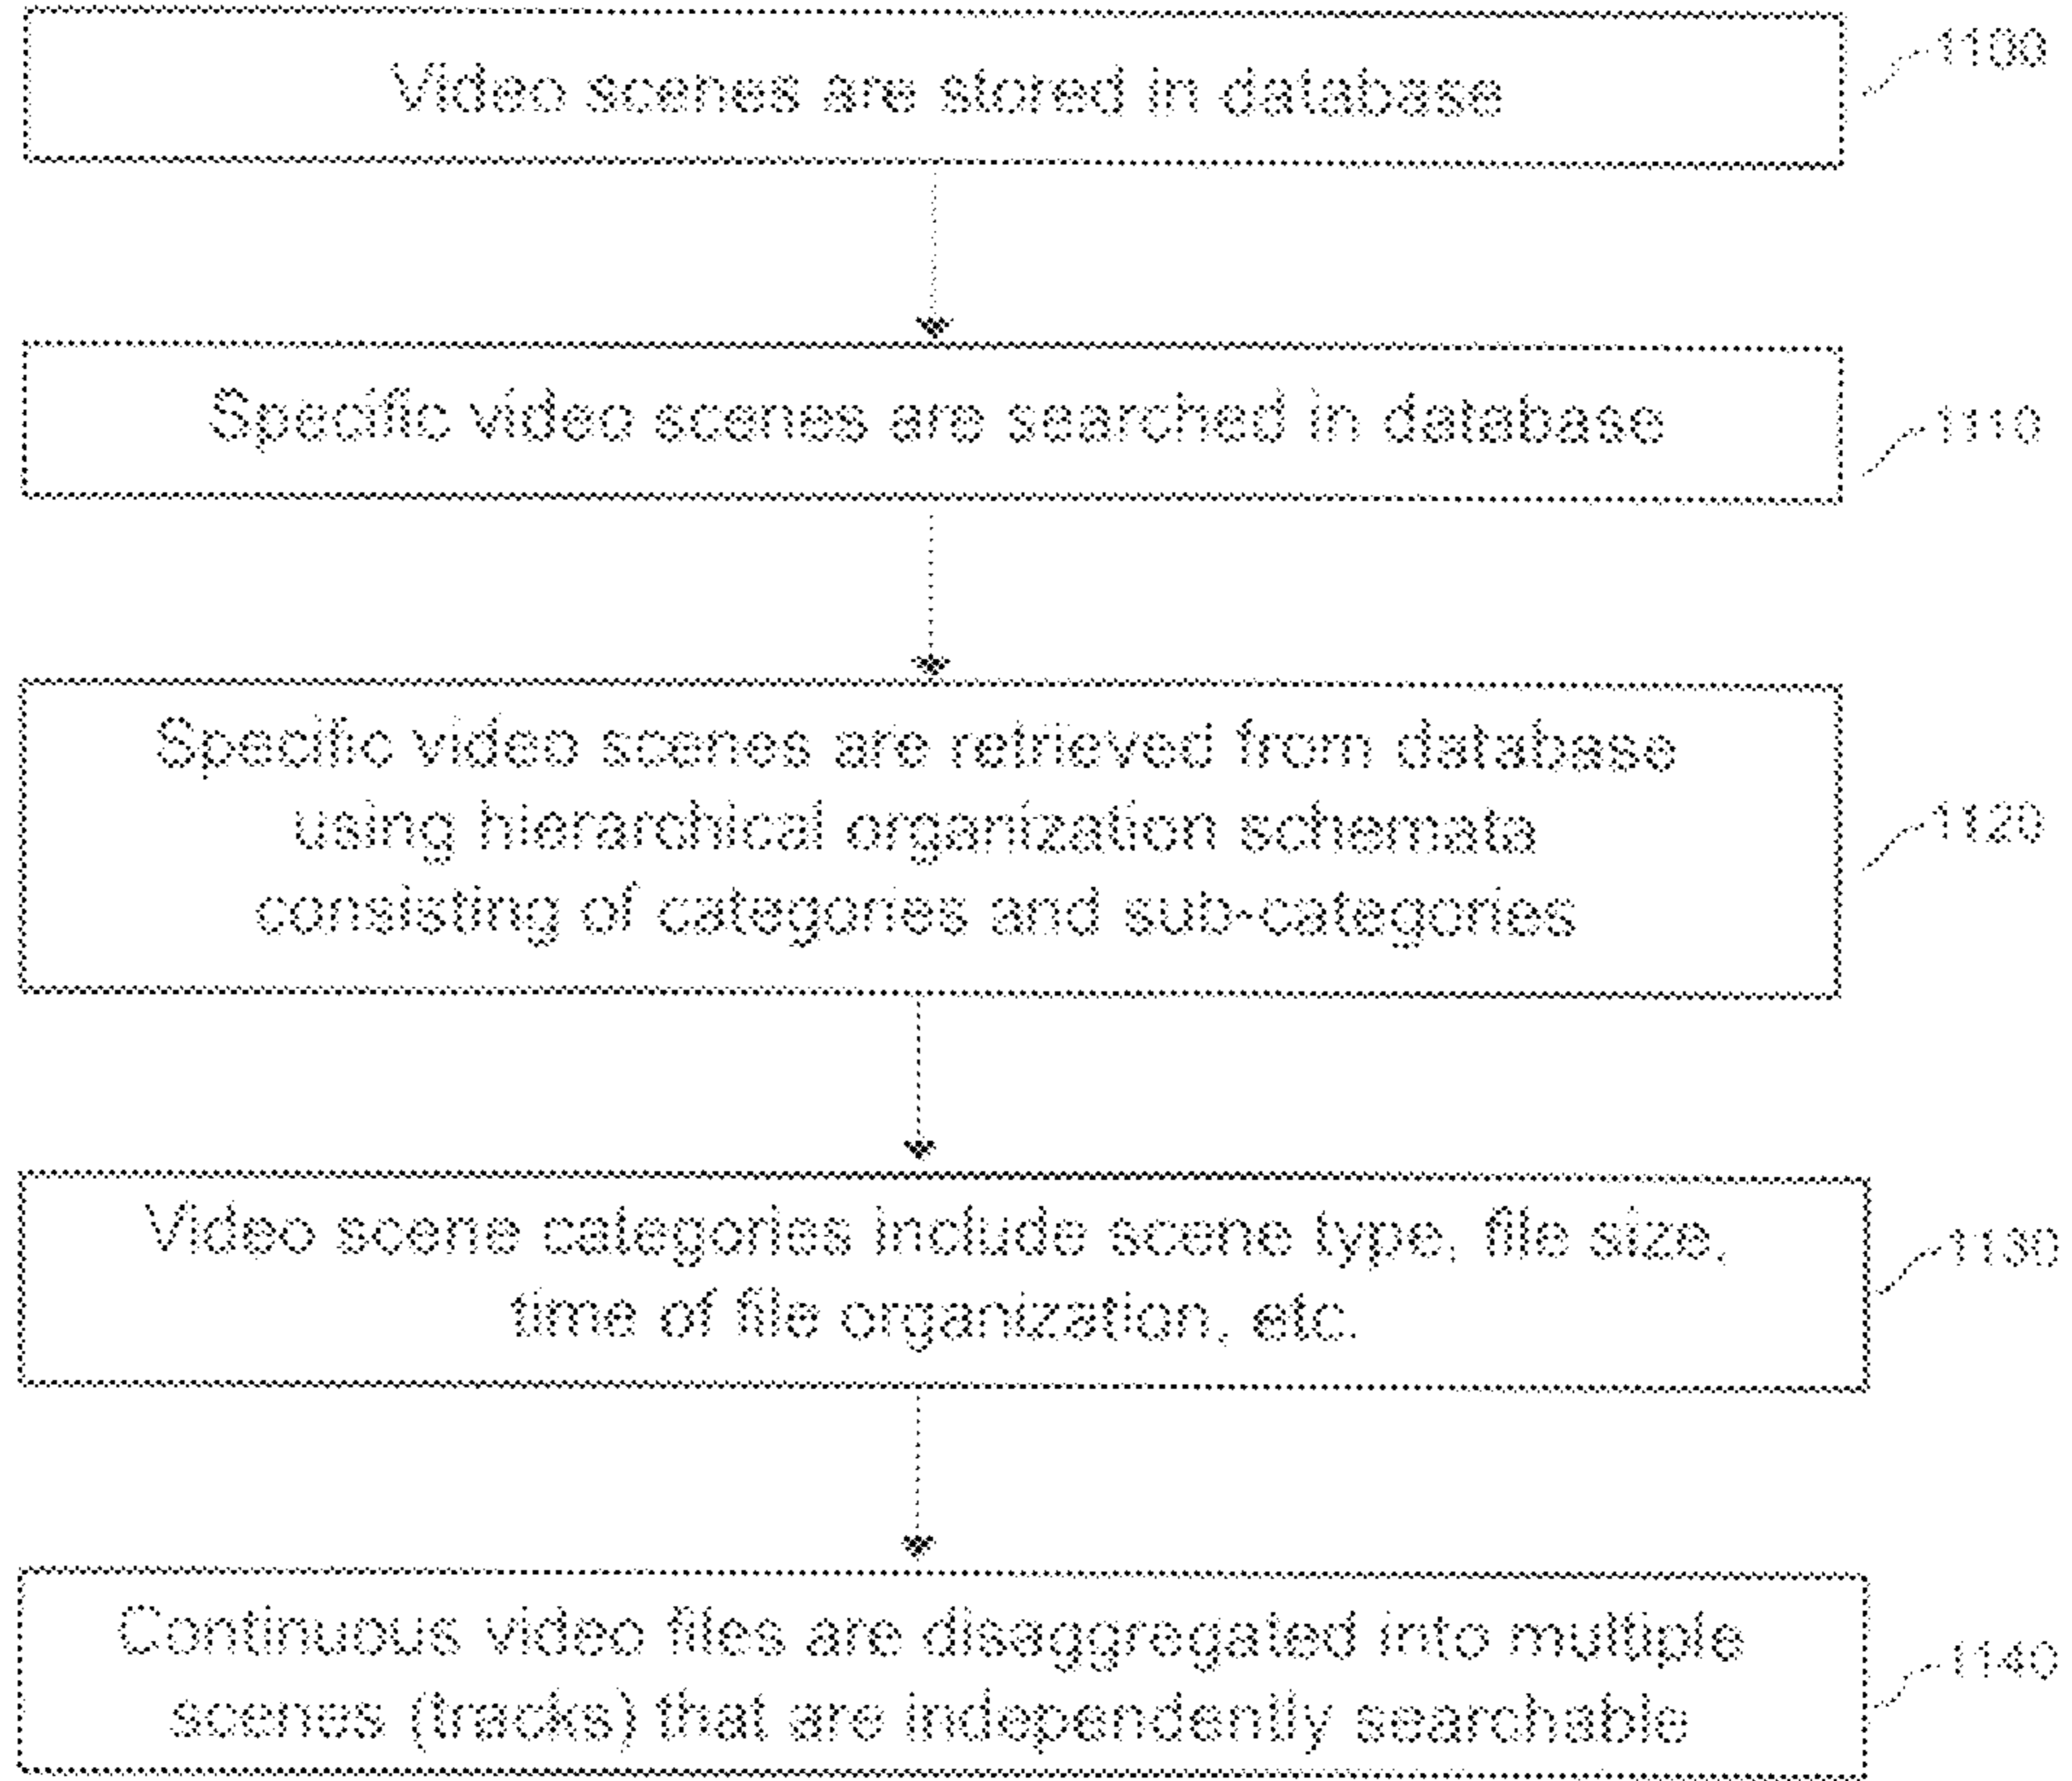 Video scenes are stored in database
1100
Specific video scenes are searched in database
1110
Specific video scenes are retrieved from database
using hierarchical organization schemata
consisting of categories and sub-categories
1120
Video scene categories include scene type, file size,
time of file organization, etc.
1130
Continuous video files are disaggregated into multiple
scenes (tracks) that are independently searchable
1140